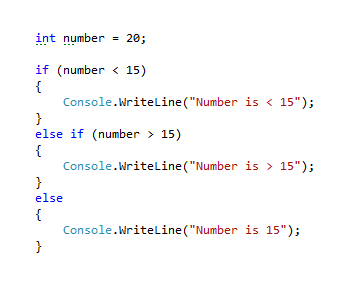 int number = 20;
if (number < 15)
{
Console.WriteLine("Number is < 15");
}
else if (number > 15)
{
Console.WriteLine("Number is > 15");
}
else
{
Console.WriteLine("Number is 15");
}